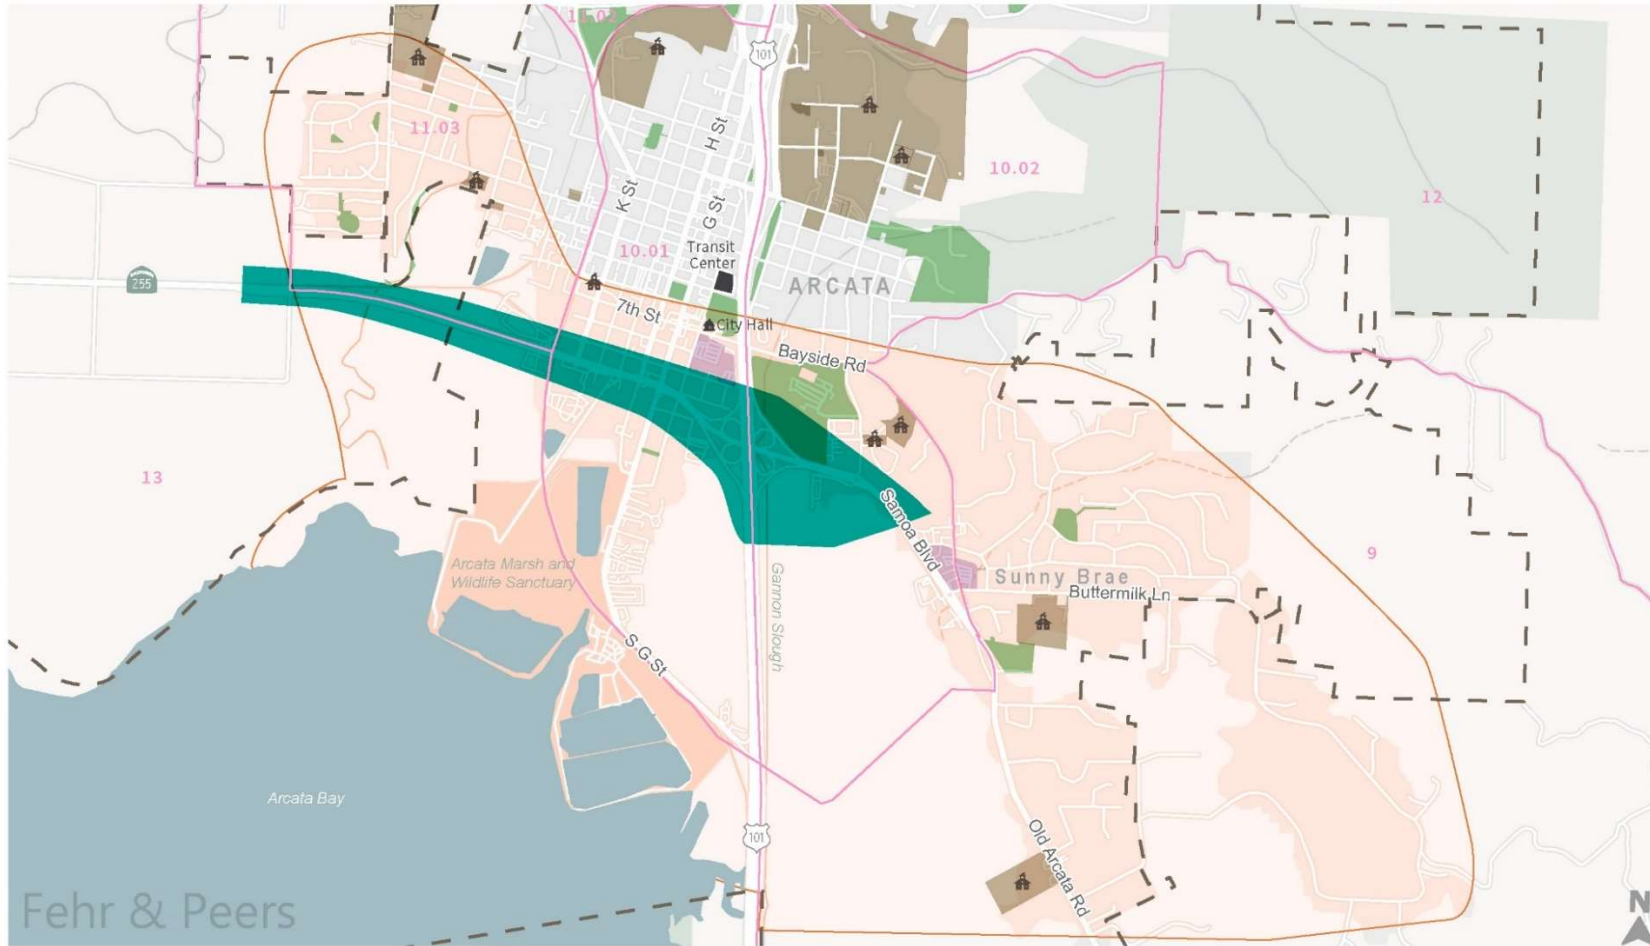 11.02
101
11.03
H St
10.02
K St
G St
12
10.01
Transit
Center
255
ARCATA
7th St
City Hall
Bayside Rd
13
Samoa Blvd
9
Arcata Marsh and
Wildlife Sanctuary
Gannon Slough
Sunny Brae
Buttermilk Ln
S G St
Arcata Bay
101
Old Arcata Rd
Fehr & Peers
N